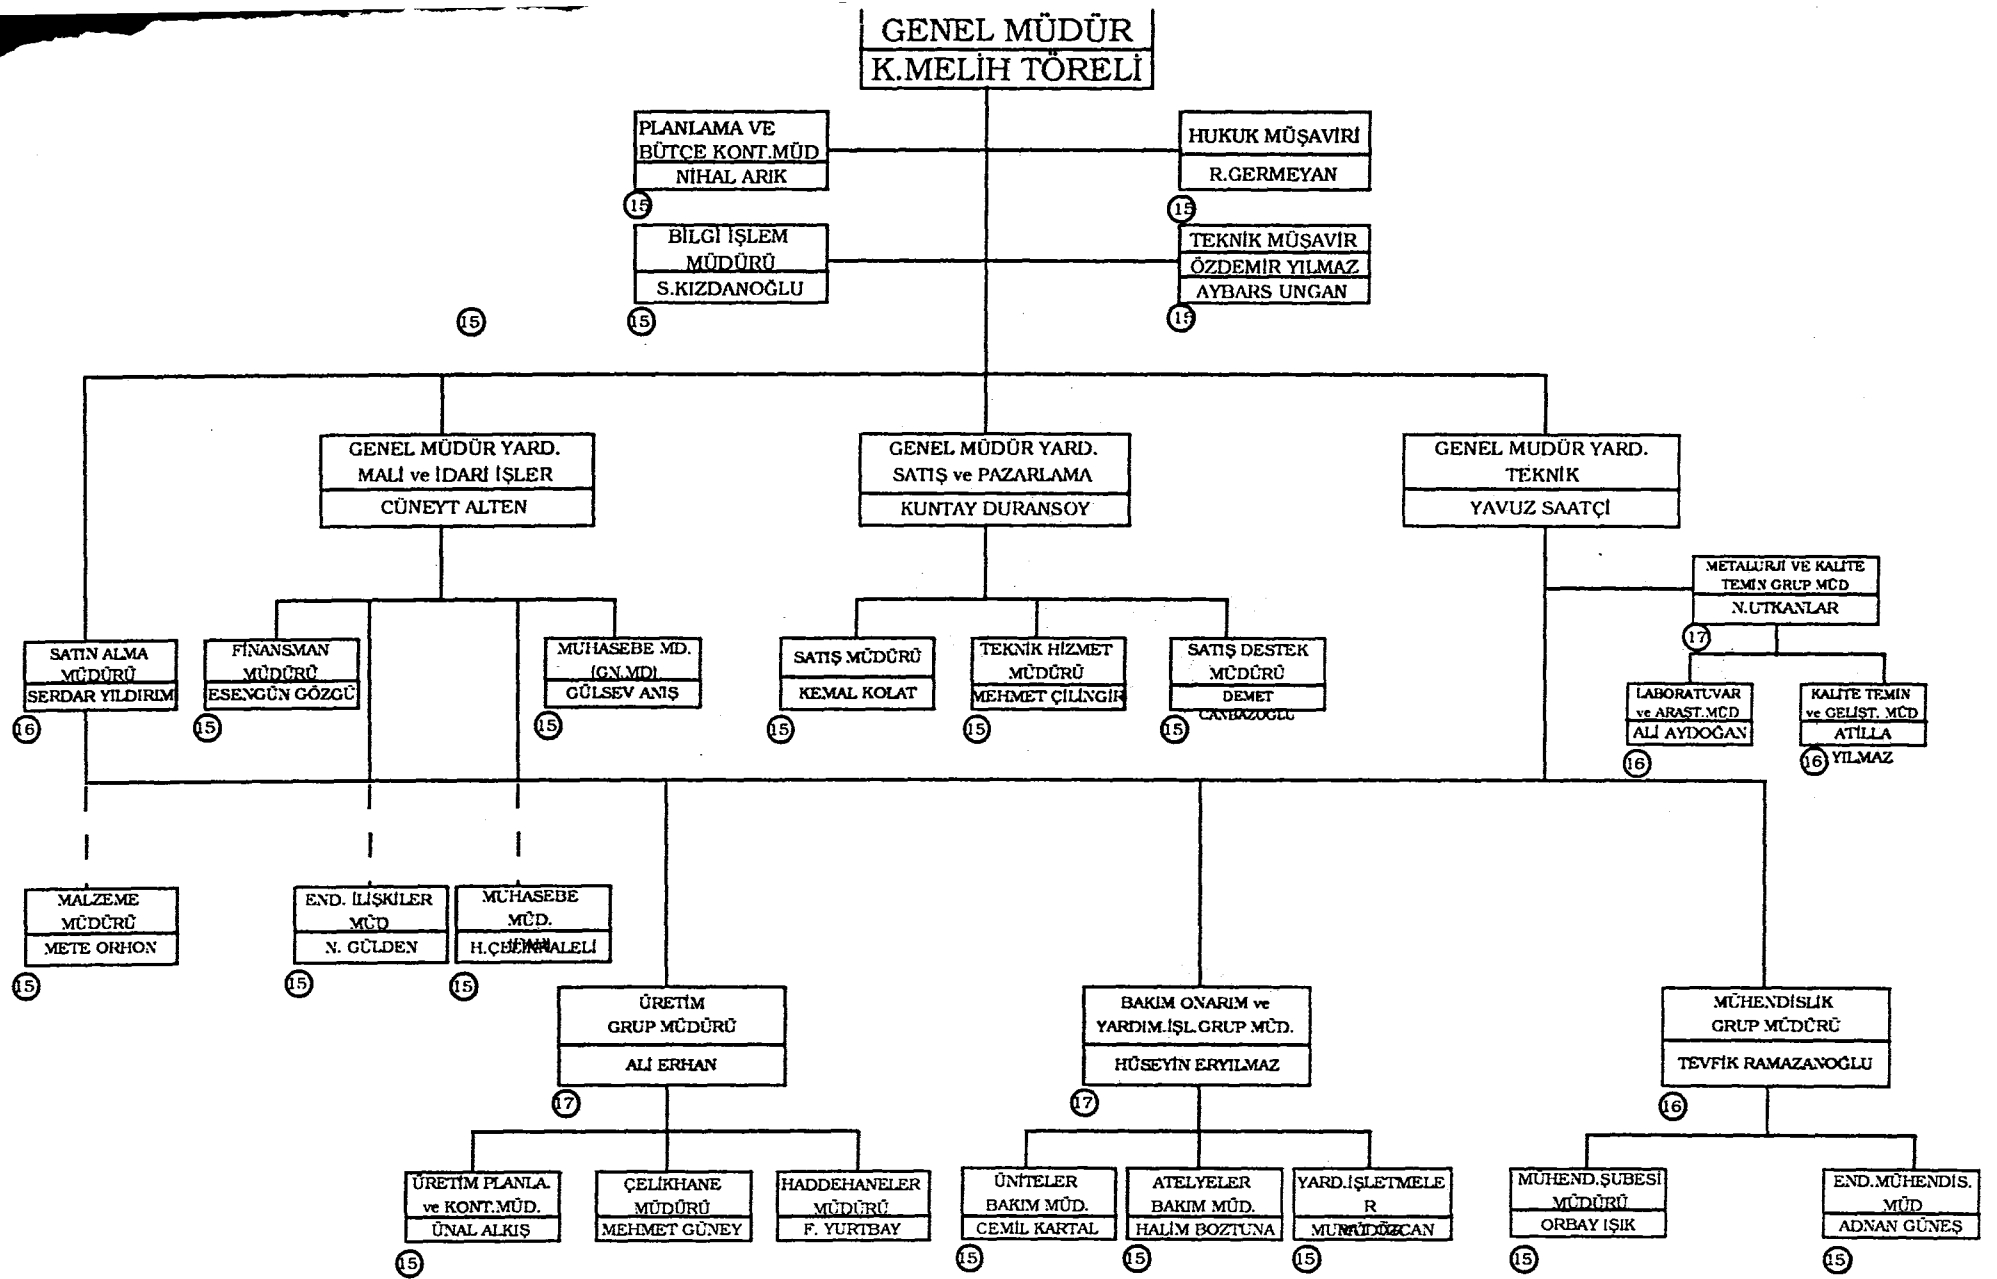 GENEL MÜDÜR
K.MELİH TÖRELİ
PLANLAMA VE
BÜTÇE KONT.MÜD
NİHAL ARIK
15
HUKUK MÜŞAVİRİ
R.GERMEYAN
15
BİLGİ İŞLEM
MÜDÜRÜ
S.KIZDANOĞLU
15
TEKNİK MÜŞAVİR
ÖZDEMİR YILMAZ
AYBARS UNGAN
15
15
GENEL MÜDÜR YARD.
MALİ ve İDARİ İŞLER
CÜNEYT ALTEN
GENEL MÜDÜR YARD.
SATIŞ ve PAZARLAMA
KUNTAY DURANSOY
GENEL MUDÜR YARD.
TEKNİK
YAVUZ SAATÇİ
METALURJİ VE KALİTE
TEMİN GRUP MÜD
N.UTKANLAR
17
SATIN ALMA
MÜDÜRÜ
SERDAR YILDIRIM
16
FİNANSMAN
MÜDÜRÜ
ESENGÜN GÖZGÜ
15
MUHASEBE MD.
(GN.MD)
GÜLSEV ANIŞ
15
SATIŞ MÜDÜRÜ
KEMAL KOLAT
15
TEKNİK HİZMET
MÜDÜRÜ
MEHMET ÇİLİNGİR
15
SATIŞ DESTEK
MÜDÜRÜ
DEMET
CANBAZOĞLU
15
LABORATUVAR
ve ARAŞT.MÜD
ALİ AYDOĞAN
16
KALİTE TEMİN
ve GELİŞT. MÜD
ATİLLA
YILMAZ
16
MALZEME
MÜDÜRÜ
METE ORHON
15
END. İLİŞKİLER
MÜD
N. GÜLDEN
15
MUHASEBE
MÜD.
15
ÜRETİM
GRUP MÜDÜRÜ
ALİ ERHAN
17
BAKIM ONARIM ve
YARDIM.İŞL.GRUP MÜD.
HÜSEYİN ERYILMAZ
17
MÜHENDİSLİK
GRUP MÜDÜRÜ
TEVFİK RAMAZANOĞLU
16
ÜRETİM PLANLA.
ve KONT.MÜD.
ÜNAL ALKIŞ
15
ÇELİKHANE
MÜDÜRÜ
MEHMET GÜNEY
HADDEHANELER
MÜDÜRÜ
F. YURTBAY
ÜNİTELER
BAKIM MÜD.
CEMİL KARTAL
15
ATELYELER
BAKIM MÜD.
HALİM BOZTUNA
15
YARD.İŞLETMELE
R
15
MÜHEND.ŞUBESİ
MÜDÜRÜ
ORBAY IŞIK
15
END.MÜHENDİS.
MÜD
ADNAN GÜNEŞ
15